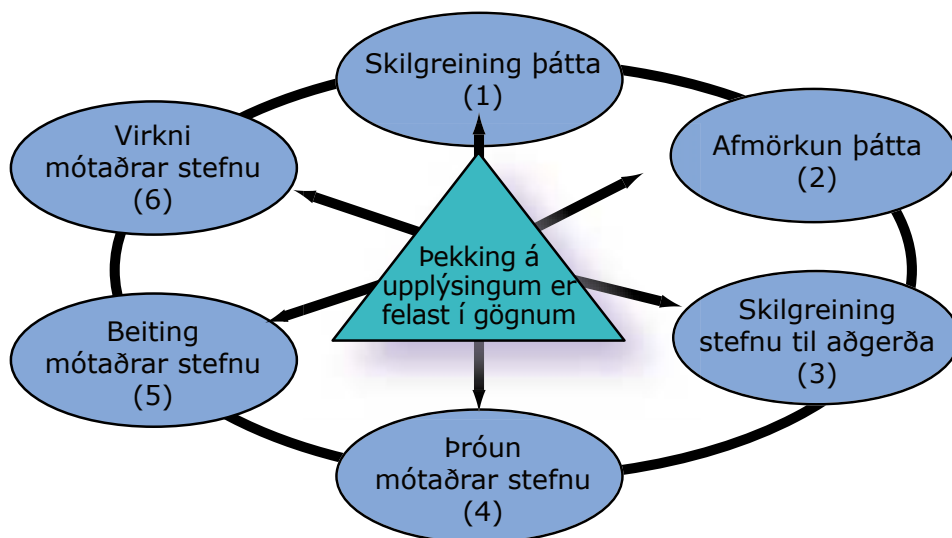 Skilgreining þátta
(1)
Afmörkun þátta
(2)
Skilgreining
stefnu til aðgerða
(3)
Þróun
mótaðrar stefnu
(4)
Beiting
mótaðrar stefnu
(5)
Virkni
mótaðrar stefnu
(6)
Þekking á
upplýsingum er
felast í gögnum